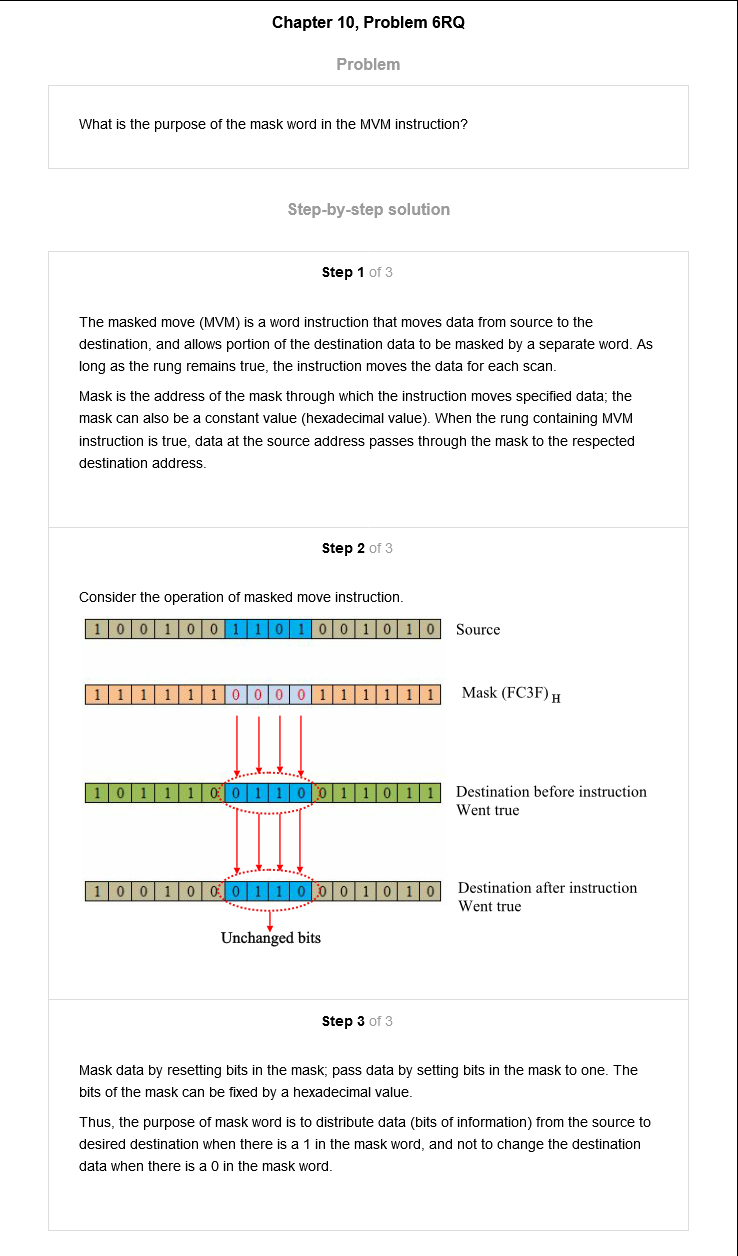 Chapter 10, Problem 6RQ
Problem
What is the purpose of the mask word in the MVM instruction?
Step-by-step solution
Step 1 of 3
The masked move (MVM) is a word instruction that moves data from source to the
destination, and allows portion of the destination data to be masked by a separate word. As
long as the rung remains true, the instruction moves the data for each scan.
Mask is the address of the mask through which the instruction moves specified data; the
mask can also be a constant value (hexadecimal value). When the rung containing MVM
instruction is true, data at the source address passes through the mask to the respected
destination address.
Step 2 of 3
Consider the operation of masked move instruction.
1 0 0 1 0 0 1 1 0 1 0 0 1 0 1 0 Source
1 1 1 1 1 1 0 0 0 0 1 1 1 1 1 1 Mask (FC3F) H
1 0 1 1 1 0 0 1 1 0 0 1 1 0 1 1 Destination before instruction
Went true
1 0 0 1 0 0 0 1 1 0 0 0 1 0 1 0 Destination after instruction
Went true
Unchanged bits
Step 3 of 3
Mask data by resetting bits in the mask; pass data by setting bits in the mask to one. The
bits of the mask can be fixed by a hexadecimal value.
Thus, the purpose of mask word is to distribute data (bits of information) from the source to
desired destination when there is a 1 in the mask word, and not to change the destination
data when there is a 0 in the mask word.